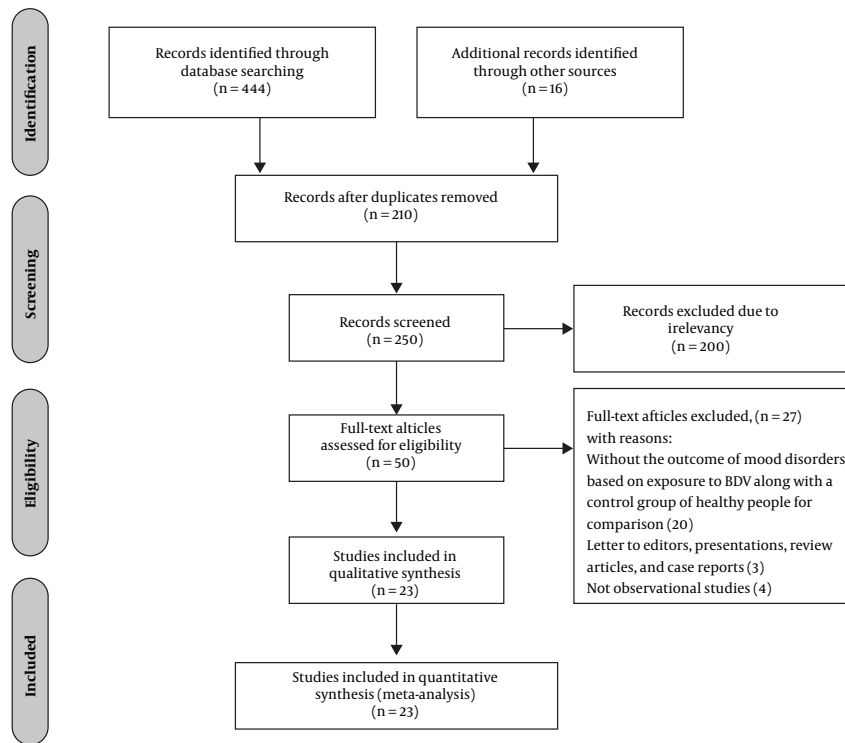 Identification
Records identified through
database searching
(n = 444)
Additional records identified
through other sources
(n = 16)
Records after duplicates removed
(n = 210)
Screening
Records screened
(n = 250)
Records excluded due to
irelevancy
(n = 200)
Eligibility
Full-text alticles
assessed for eligibility
(n = 50)
Full-text afticles excluded, (n = 27)
with reasons:
Without the outcome of mood disorders
based on exposure to BDV along with a
control group of healthy people for
comparison (20)
Letter to editors, presentations, review
articles, and case reports (3)
Not observational studies (4)
Studies included in
qualitative synthesis
(n = 23)
Included
Studies included in quantitative
synthesis (meta-analysis)
(n = 23)